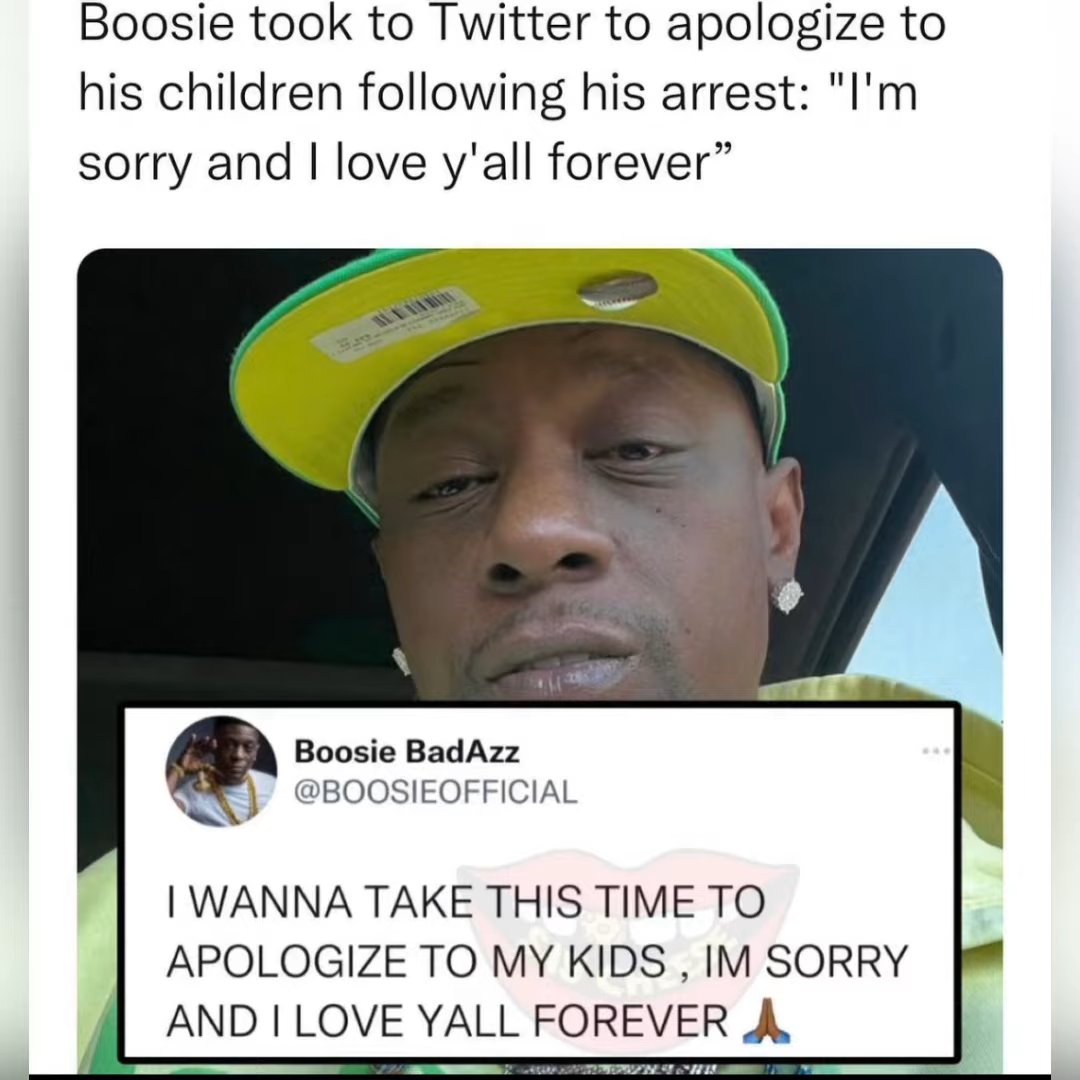 Boosie took to Twitter to apologize to
his children following his arrest: "I'm
sorry and I love y'all forever”
Boosie BadAzz
@BOOSIEOFFICIAL
I WANNA TAKE THIS TIME TO
APOLOGIZE TO MY KIDS , IM SORRY
AND I LOVE YALL FOREVER 🙏🏾